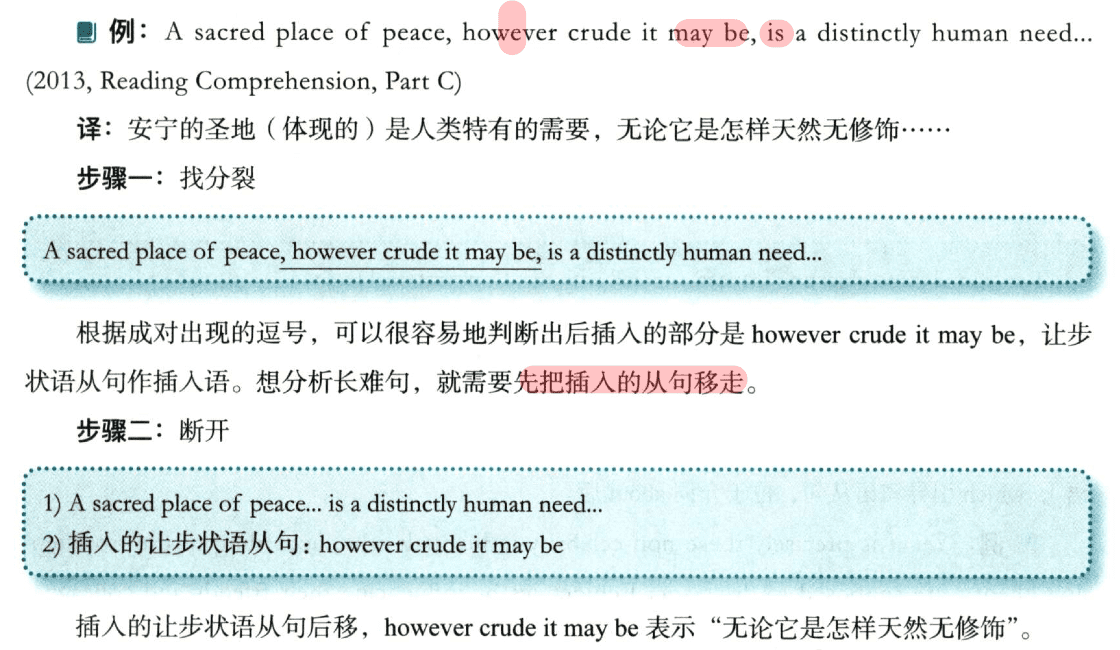 例：A sacred place of peace, however crude it may be, is a distinctly human need...
(2013, Reading Comprehension, Part C)
译：安宁的圣地（体现的）是人类特有的需要，无论它是怎样天然无修饰……
步骤一：找分裂
A sacred place of peace, however crude it may be, is a distinctly human need...
根据成对出现的逗号，可以很容易地判断出后插入的部分是 however crude it may be，让步
状语从句作插入语。想分析长难句，就需要先把插入的从句移走。
步骤二：断开
1) A sacred place of peace... is a distinctly human need...
2) 插入的让步状语从句：however crude it may be
插入的让步状语从句后移，however crude it may be 表示“无论它是怎样天然无修饰”。